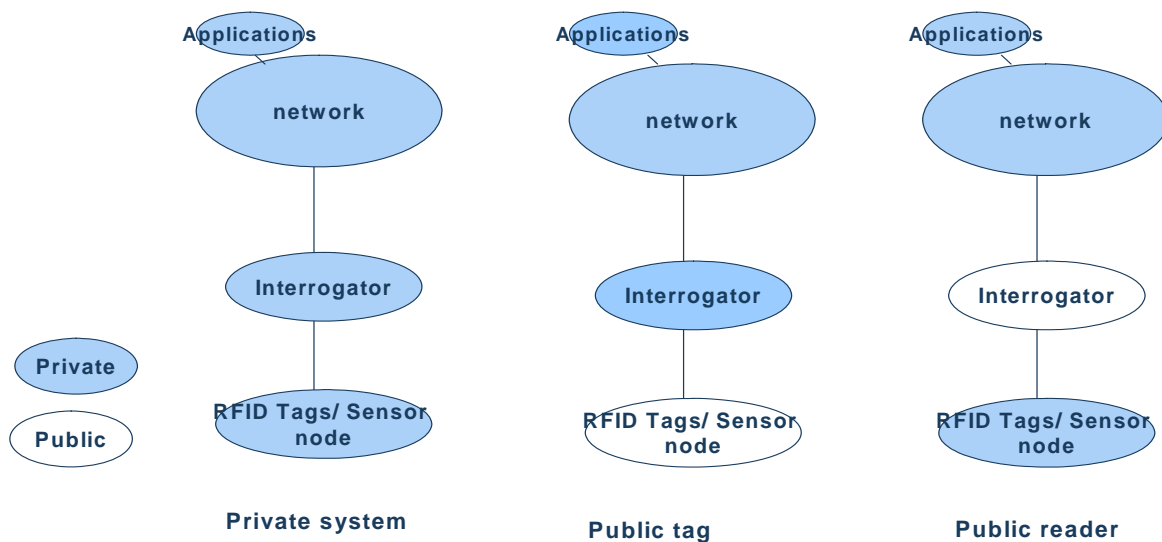 Applications
network
Interrogator
RFID Tags/ Sensor
node
Private system
Applications
network
Interrogator
RFID Tags/ Sensor
node
Public tag
Applications
network
Interrogator
RFID Tags/ Sensor
node
Public reader
Private
Public